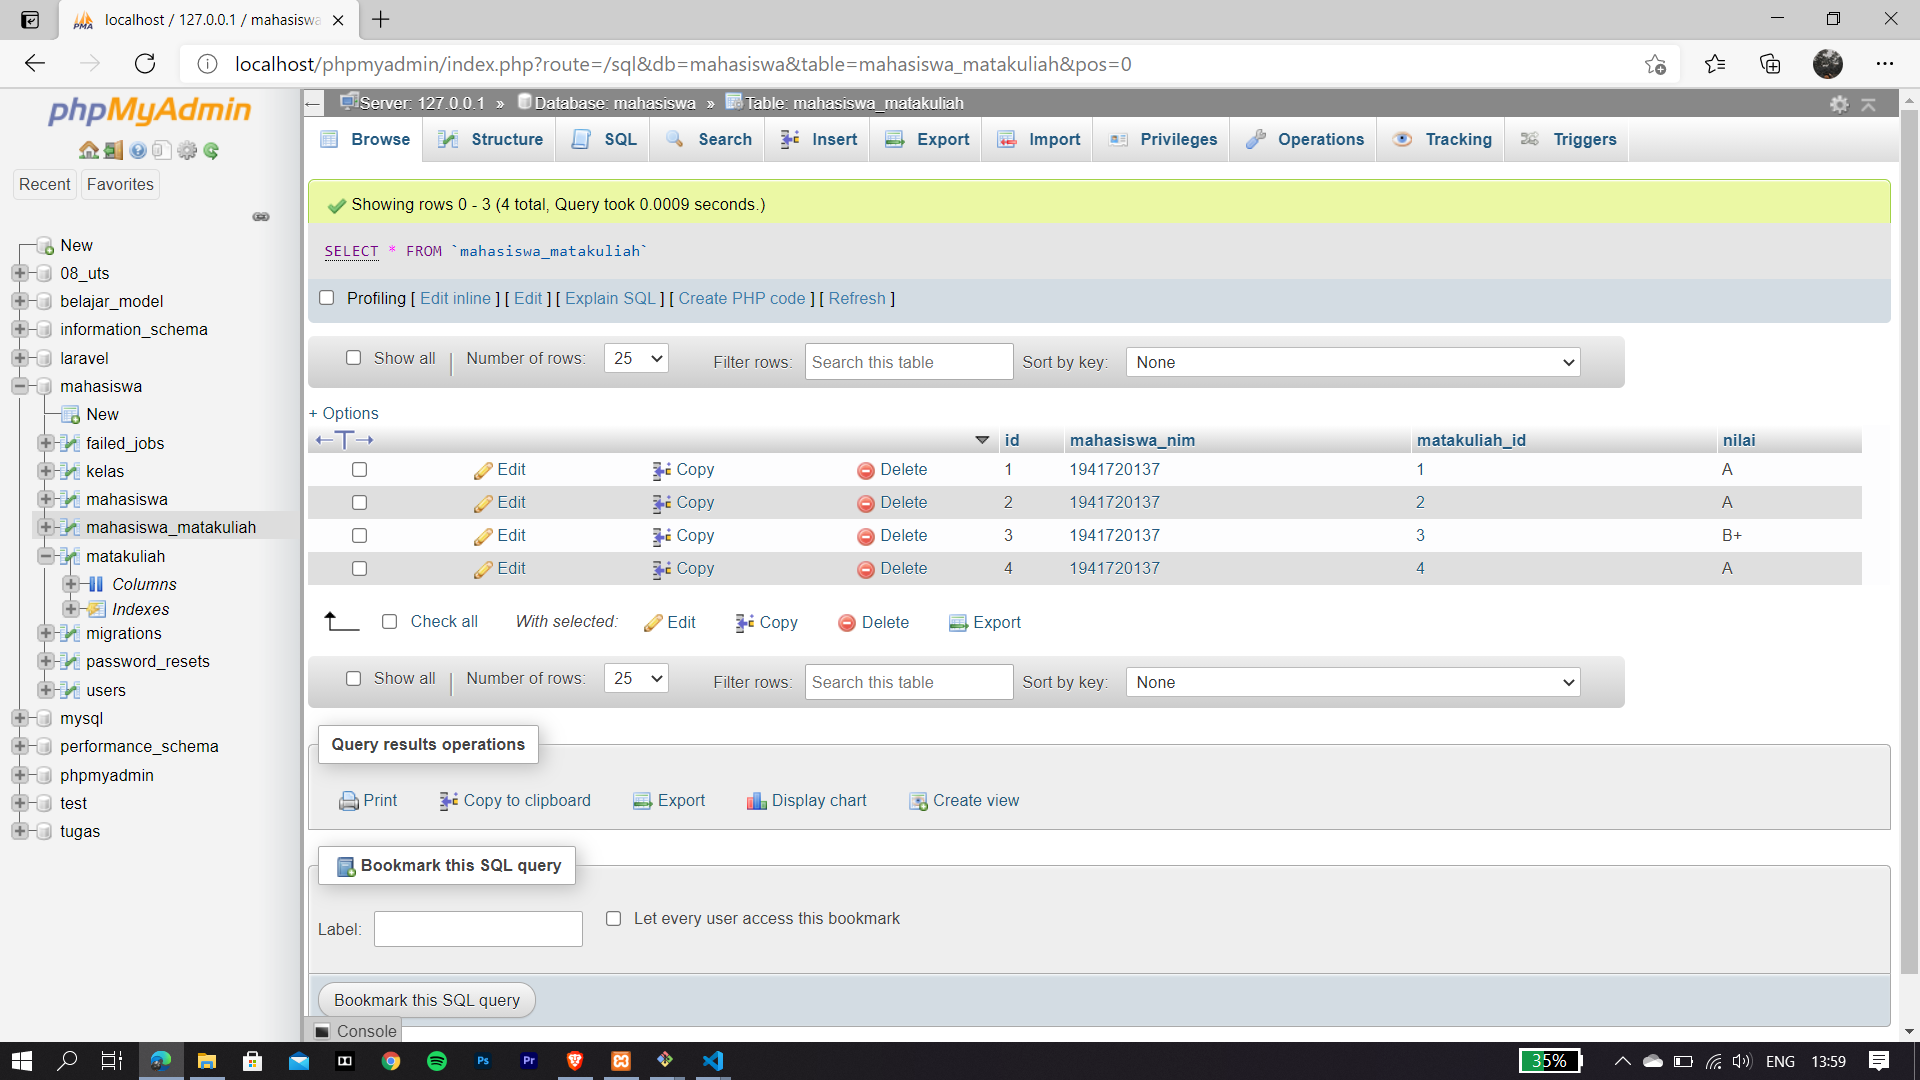 localhost / 127.0.0.1 / mahasiswa
localhost/phpmyadmin/index.php?route=/sql&db=mahasiswa&table=mahasiswa_matakuliah&pos=0
phpMyAdmin
Recent Favorites
New
08_uts
belajar_model
information_schema
laravel
mahasiswa
New
failed_jobs
kelas
mahasiswa
mahasiswa_matakuliah
matakuliah
Columns
Indexes
migrations
password_resets
users
mysql
performance_schema
phpmyadmin
test
tugas
Server: 127.0.0.1 » Database: mahasiswa » Table: mahasiswa_matakuliah
Browse Structure SQL Search Insert Export Import Privileges Operations Tracking Triggers
Showing rows 0 - 3 (4 total, Query took 0.0009 seconds.)
SELECT * FROM `mahasiswa_matakuliah`
Profiling [ Edit inline ] [ Edit ] [ Explain SQL ] [ Create PHP code ] [ Refresh ]
Show all | Number of rows: 25 Filter rows: Search this table Sort by key: None
+ Options
id mahasiswa_nim matakuliah_id nilai
Edit Copy Delete 1 1941720137 1 A
Edit Copy Delete 2 1941720137 2 A
Edit Copy Delete 3 1941720137 3 B+
Edit Copy Delete 4 1941720137 4 A
Check all With selected: Edit Copy Delete Export
Show all | Number of rows: 25 Filter rows: Search this table Sort by key: None
Query results operations
Print Copy to clipboard Export Display chart Create view
Bookmark this SQL query
Label: Let every user access this bookmark
Bookmark this SQL query
Console
Ps Pr 35% ENG 13:59